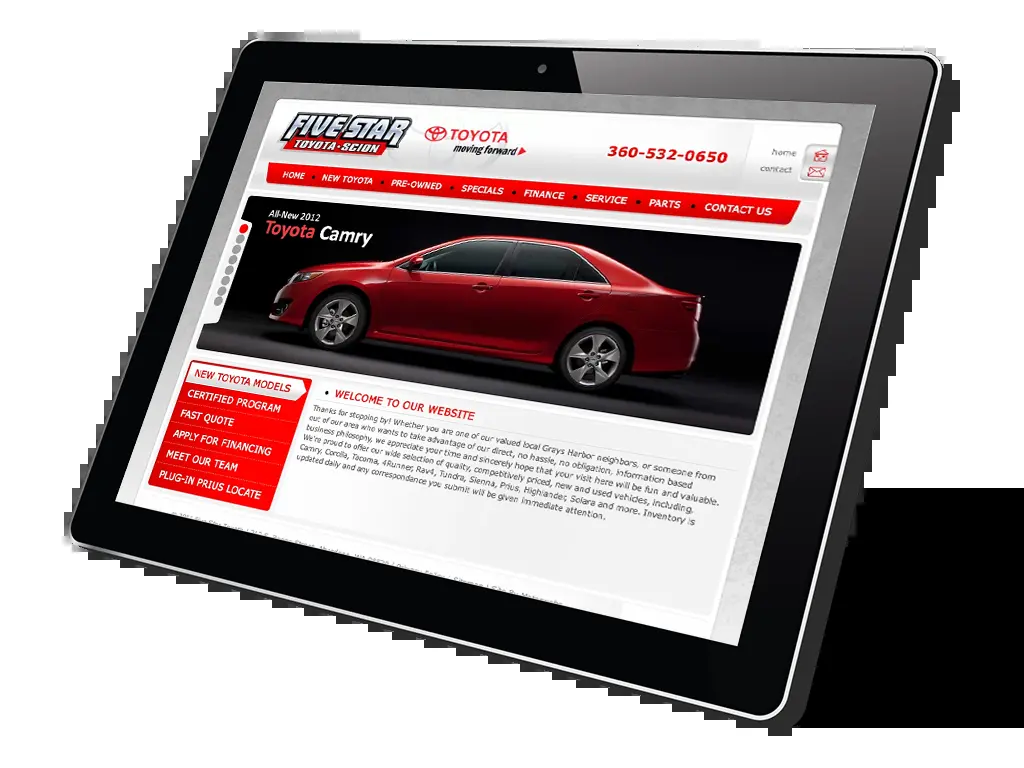 FIVE STAR
TOYOTA • SCION
TOYOTA
moving forward
360-532-0650
home
contact
HOME • NEW TOYOTA • PRE-OWNED • SPECIALS • FINANCE • SERVICE • PARTS • CONTACT US
All-New 2012
Toyota Camry
NEW TOYOTA MODELS
CERTIFIED PROGRAM
FAST QUOTE
APPLY FOR FINANCING
MEET OUR TEAM
PLUG-IN PRIUS LOCATE
• WELCOME TO OUR WEBSITE
Thanks for stopping by! Whether you are one of our valued local Grays Harbor neighbors, or someone from
out of our area who wants to take advantage of our direct, no hassle, no obligation, information based
business philosophy, we appreciate your time and sincerely hope that your visit here will be fun and valuable.
We're proud to offer our wide selection of quality, competitively priced, new and used vehicles, including,
Camry, Corolla, Tacoma, 4Runner, Rav4, Tundra, Sienna, Prius, Highlander, Solara and more. Inventory is
updated daily and any correspondence you submit will be given immediate attention.